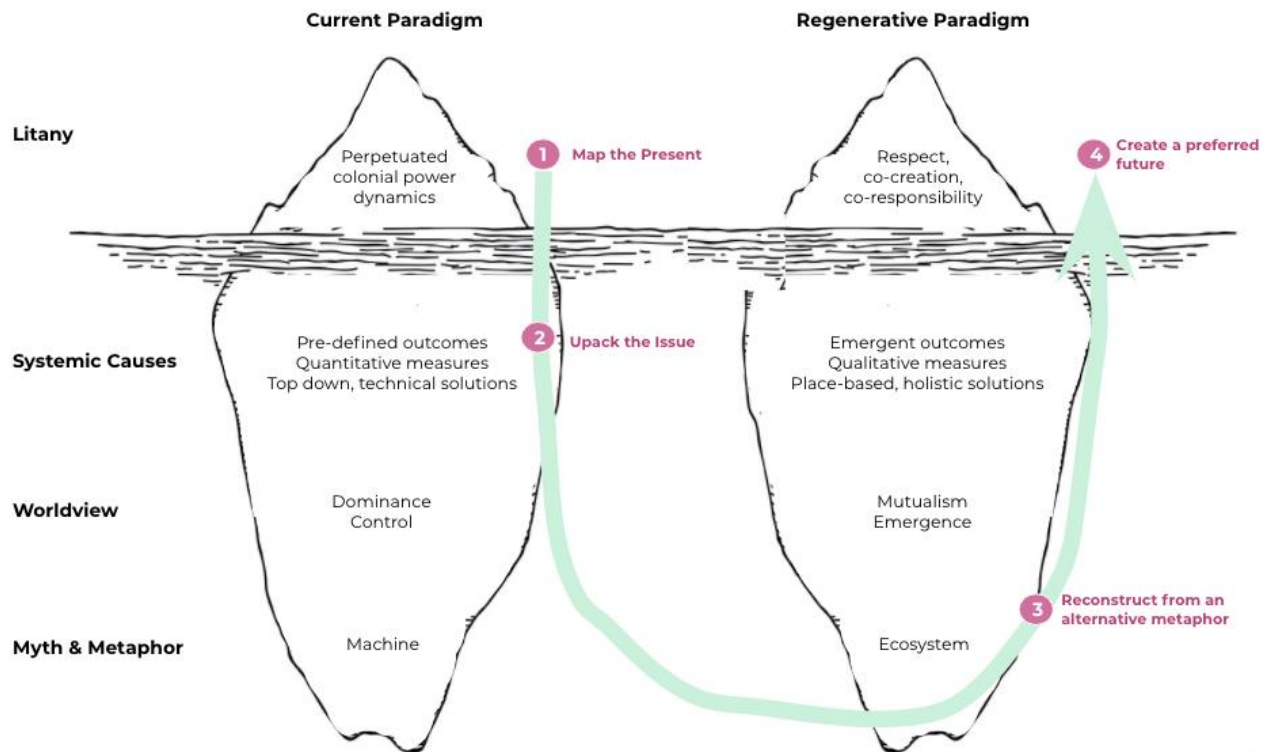 Current Paradigm
Regenerative Paradigm
Litany
Perpetuated
colonial power
dynamics
1
Map the Present
Respect,
co-creation,
co-responsibility
4
Create a preferred
future
Systemic Causes
Pre-defined outcomes
Quantitative measures
Top down, technical solutions
2
Upack the Issue
Emergent outcomes
Qualitative measures
Place-based, holistic solutions
Worldview
Dominance
Control
Mutualism
Emergence
3
Reconstruct from an
alternative metaphor
Myth & Metaphor
Machine
Ecosystem